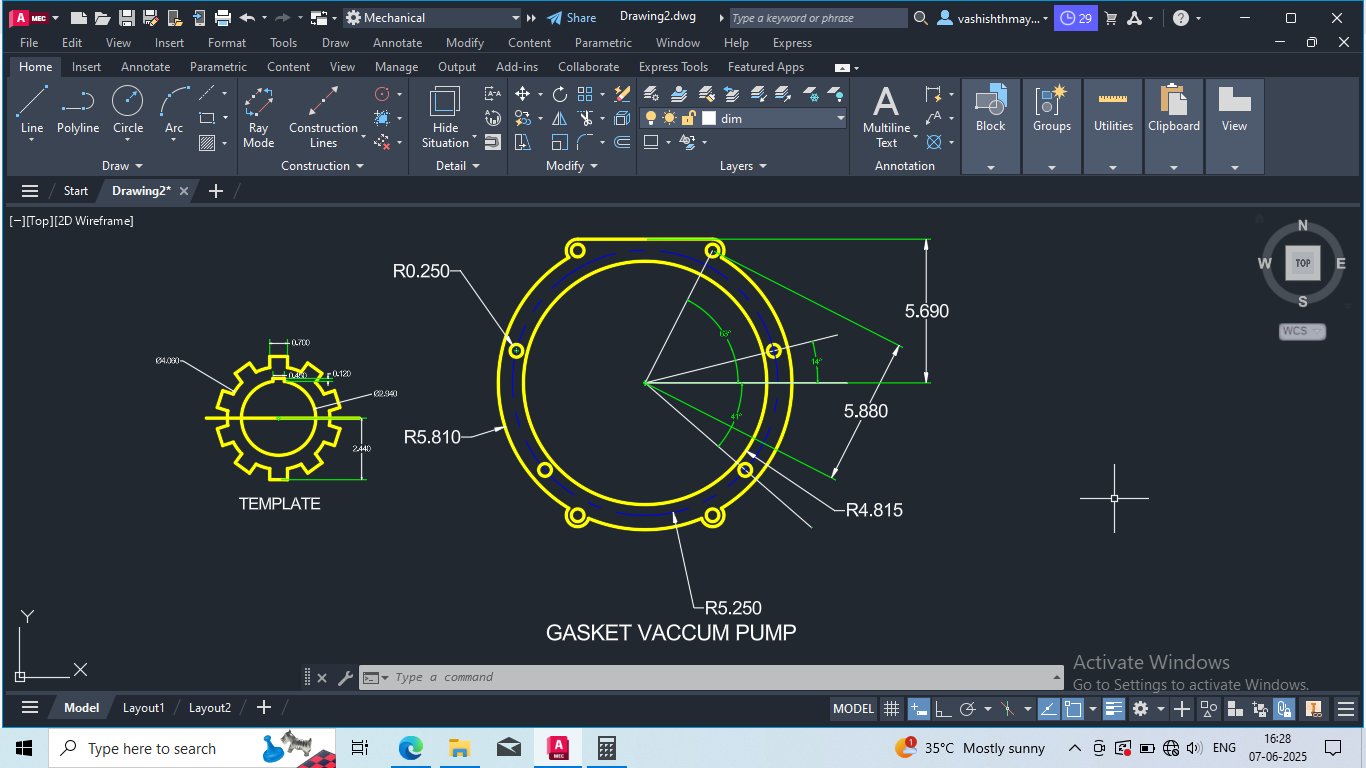 MEC Mechanical Share Drawing2.dwg Type a keyword or phrase vashishthmay... 29
File Edit View Insert Format Tools Draw Annotate Modify Content Parametric Window Help Express
Home Insert Annotate Parametric Content View Manage Output Add-ins Collaborate Express Tools Featured Apps
Line Polyline Circle Arc
Ray Mode
Construction Lines
Hide Situation
dim
Multiline Text
Block Groups Utilities Clipboard View
Draw Construction Detail Modify Layers Annotation
Start Drawing2*
[−][Top][2D Wireframe]
N
W TOP E
S
WCS
R0.250
5.690
63°
14°
41°
5.880
R5.810
R4.815
R5.250
GASKET VACCUM PUMP
0.700
Ø4.060
0.120
Ø2.940
2.440
TEMPLATE
Y
X
Type a command
Activate Windows
Go to Settings to activate Windows.
Model Layout1 Layout2 MODEL
Type here to search MEC 1 35°C Mostly sunny ENG 16:28
07-06-2025